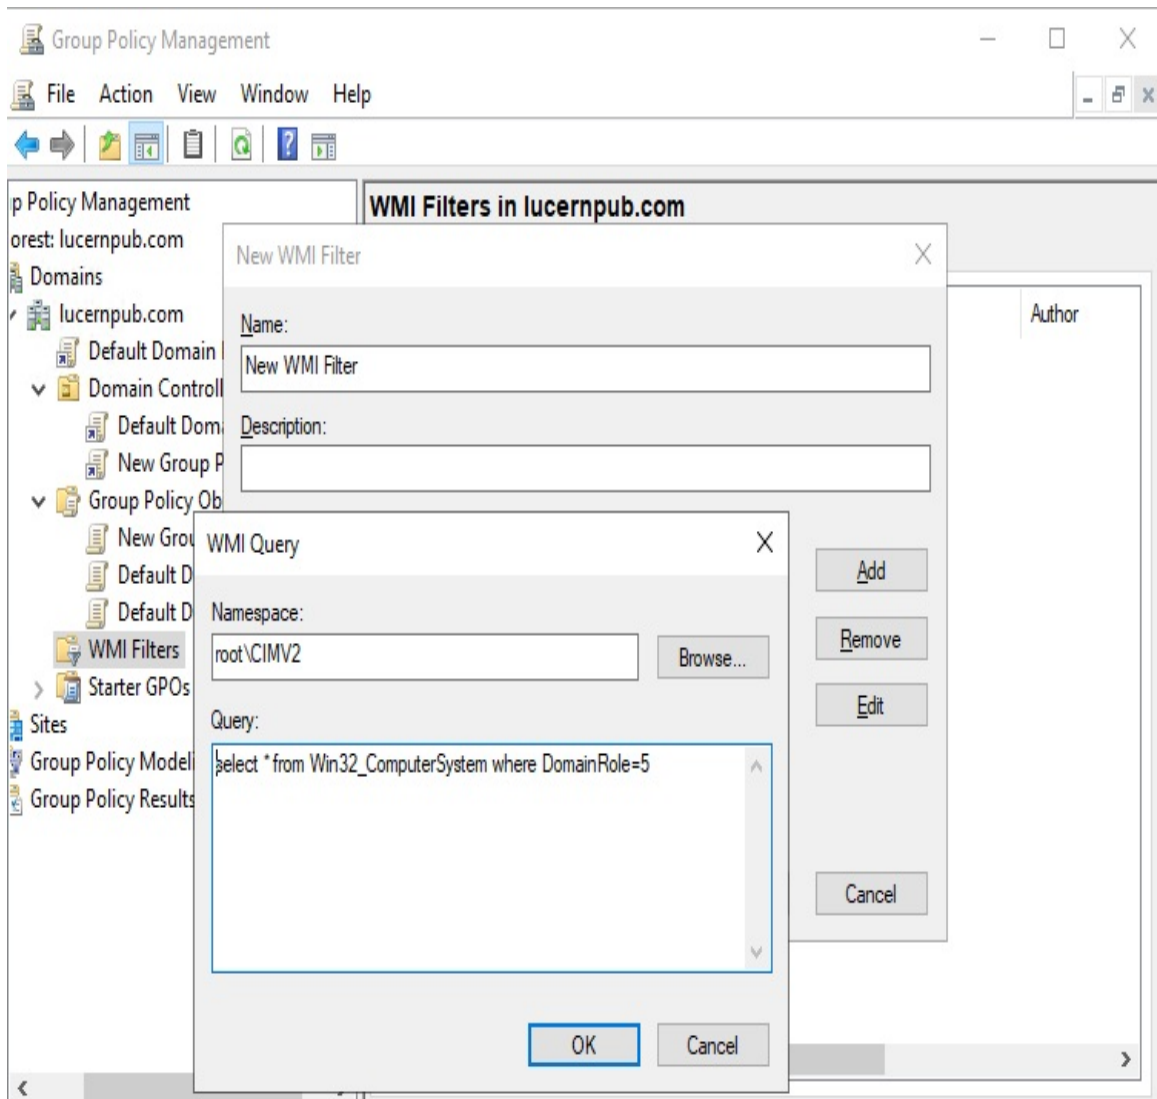 Group Policy Management
File Action View Window Help
p Policy Management
orest: lucernpub.com
Domains
lucernpub.com
Default Domain
Domain Controll
Default Doma
New Group P
Group Policy Ob
New Grou
Default D
Default D
WMI Filters
Starter GPOs
Sites
Group Policy Modeli
Group Policy Results
WMI Filters in lucernpub.com
Author
New WMI Filter
Name:
New WMI Filter
Description:
Add
Remove
Edit
Cancel
WMI Query
Namespace:
root\CIMV2
Browse...
Query:
select * from Win32_ComputerSystem where DomainRole=5
OK
Cancel